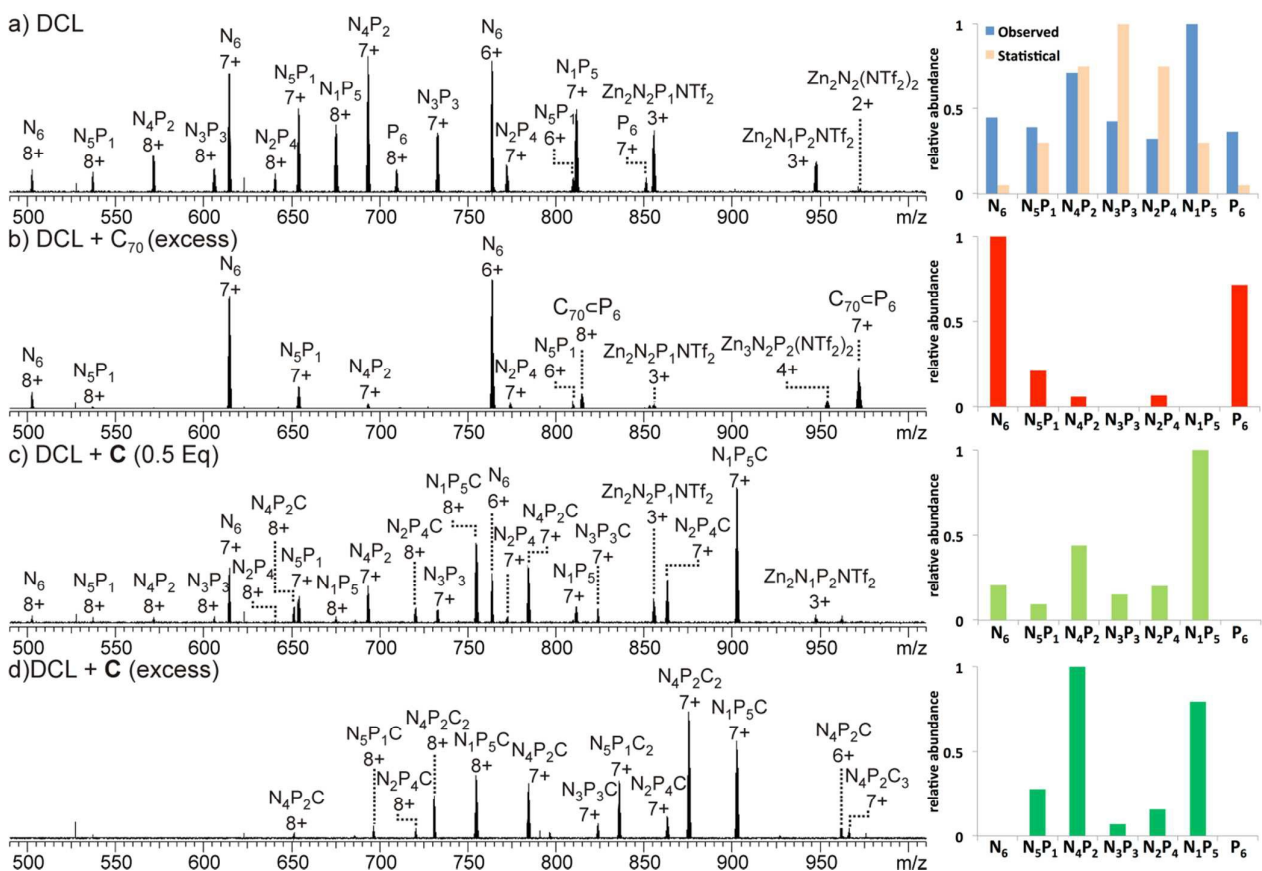 a) DCL
N6
8+
N5P1
8+
N4P2
8+
N3P3
8+
N6
7+
N2P4
8+
N5P1
7+
N1P5
8+
N4P2
7+
P6
8+
N3P3
7+
N6
6+
N2P4
7+
N5P1
6+
N1P5
7+
P6
7+
Zn2N2P1NTf2
3+
Zn2N1P2NTf2
3+
Zn2N2(NTf2)2
2+
500 550 600 650 700 750 800 850 900 950 m/z
relative abundance
1
0.5
0
Observed
Statistical
N6 N5P1 N4P2 N3P3 N2P4 N1P5 P6
b) DCL + C70 (excess)
N6
8+
N5P1
8+
N6
7+
N5P1
7+
N4P2
7+
N6
6+
N2P4
7+
N5P1
6+
C70⊂P6
8+
Zn2N2P1NTf2
3+
Zn3N2P2(NTf2)2
4+
C70⊂P6
7+
500 550 600 650 700 750 800 850 900 950 m/z
relative abundance
1
0.5
0
N6 N5P1 N4P2 N3P3 N2P4 N1P5 P6
c) DCL + C (0.5 Eq)
N6
8+
N5P1
8+
N4P2
8+
N3P3
8+
N6
7+
N2P4
8+
N4P2C
8+
N5P1
7+
N1P5
8+
N4P2
7+
N2P4C
8+
N3P3
7+
N1P5C
8+
N6
6+
N2P4
7+
N4P2C
7+
N1P5
7+
N3P3C
7+
Zn2N2P1NTf2
3+
N2P4C
7+
N1P5C
7+
Zn2N1P2NTf2
3+
500 550 600 650 700 750 800 850 900 950 m/z
relative abundance
1
0.5
0
N6 N5P1 N4P2 N3P3 N2P4 N1P5 P6
d)DCL + C (excess)
N4P2C
8+
N5P1C
8+
N2P4C
8+
N4P2C2
8+
N1P5C
8+
N4P2C
7+
N3P3C
7+
N5P1C2
7+
N2P4C
7+
N4P2C2
7+
N1P5C
7+
N4P2C
6+
N4P2C3
7+
500 550 600 650 700 750 800 850 900 950 m/z
relative abundance
1
0.5
0
N6 N5P1 N4P2 N3P3 N2P4 N1P5 P6